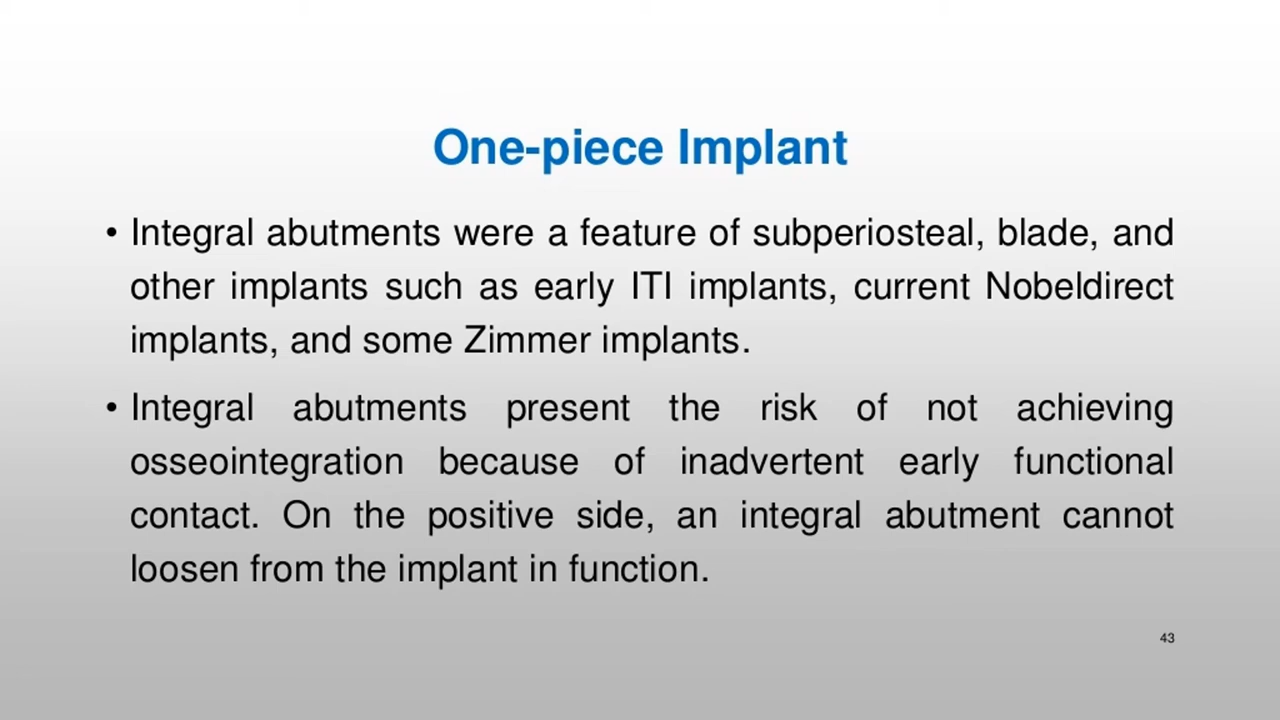 One-piece Implant
• Integral abutments were a feature of subperiosteal, blade, and
other implants such as early ITI implants, current Nobeldirect
implants, and some Zimmer implants.
• Integral abutments present the risk of not achieving
osseointegration because of inadvertent early functional
contact. On the positive side, an integral abutment cannot
loosen from the implant in function.
43